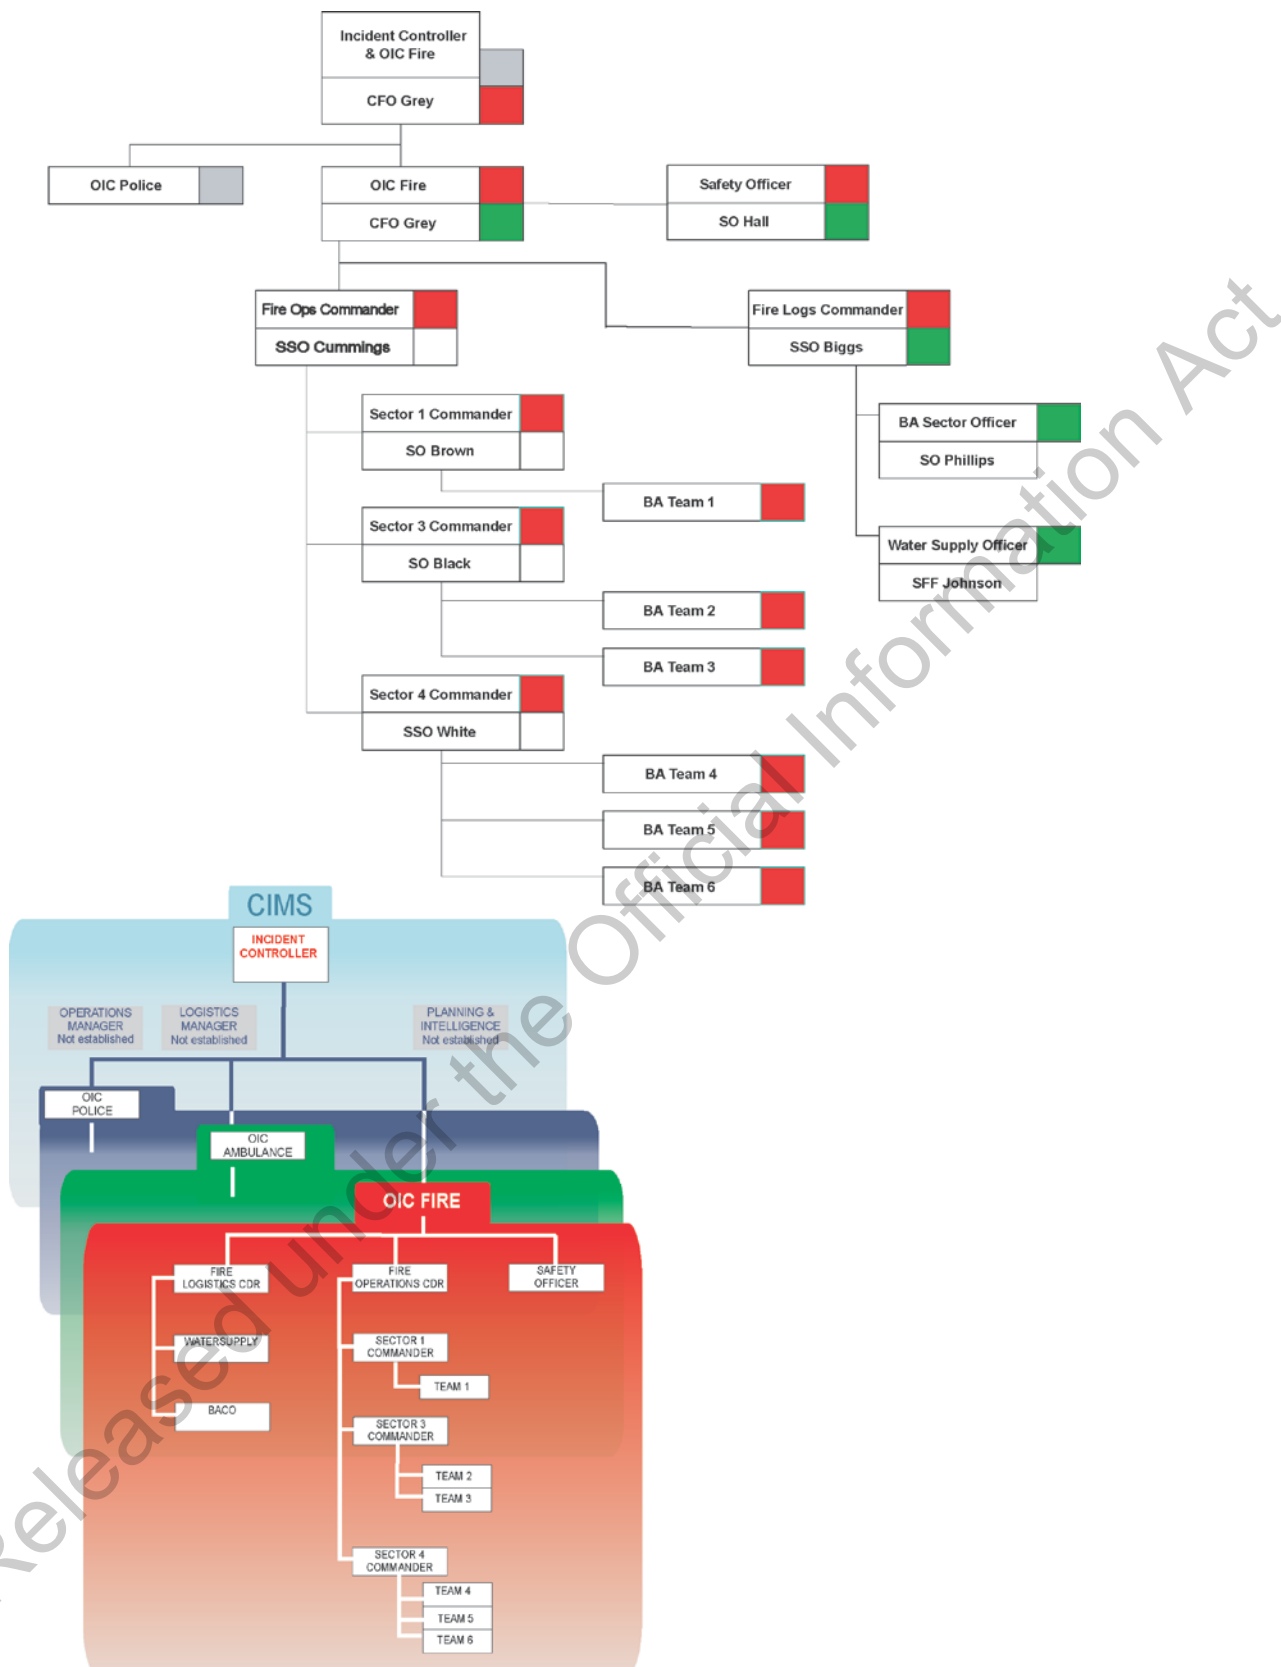 Incident Controller
& OIC Fire
CFO Grey
OIC Police
OIC Fire
CFO Grey
Safety Officer
SO Hall
Fire Ops Commander
SSO Cummings
Fire Logs Commander
SSO Biggs
Sector 1 Commander
SO Brown
BA Sector Officer
SO Phillips
BA Team 1
Sector 3 Commander
SO Black
Water Supply Officer
SFF Johnson
BA Team 2
BA Team 3
Sector 4 Commander
SSO White
BA Team 4
BA Team 5
BA Team 6
CIMS
INCIDENT
CONTROLLER
OPERATIONS
MANAGER
Not established
LOGISTICS
MANAGER
Not established
PLANNING &
INTELLIGENCE
Not established
OIC
POLICE
OIC
AMBULANCE
OIC FIRE
FIRE
LOGISTICS CDR
FIRE
OPERATIONS CDR
SAFETY
OFFICER
WATERSUPPLY
SECTOR 1
COMMANDER
TEAM 1
BACO
SECTOR 3
COMMANDER
TEAM 2
TEAM 3
SECTOR 4
COMMANDER
TEAM 4
TEAM 5
TEAM 6
Released under the Official Information Act